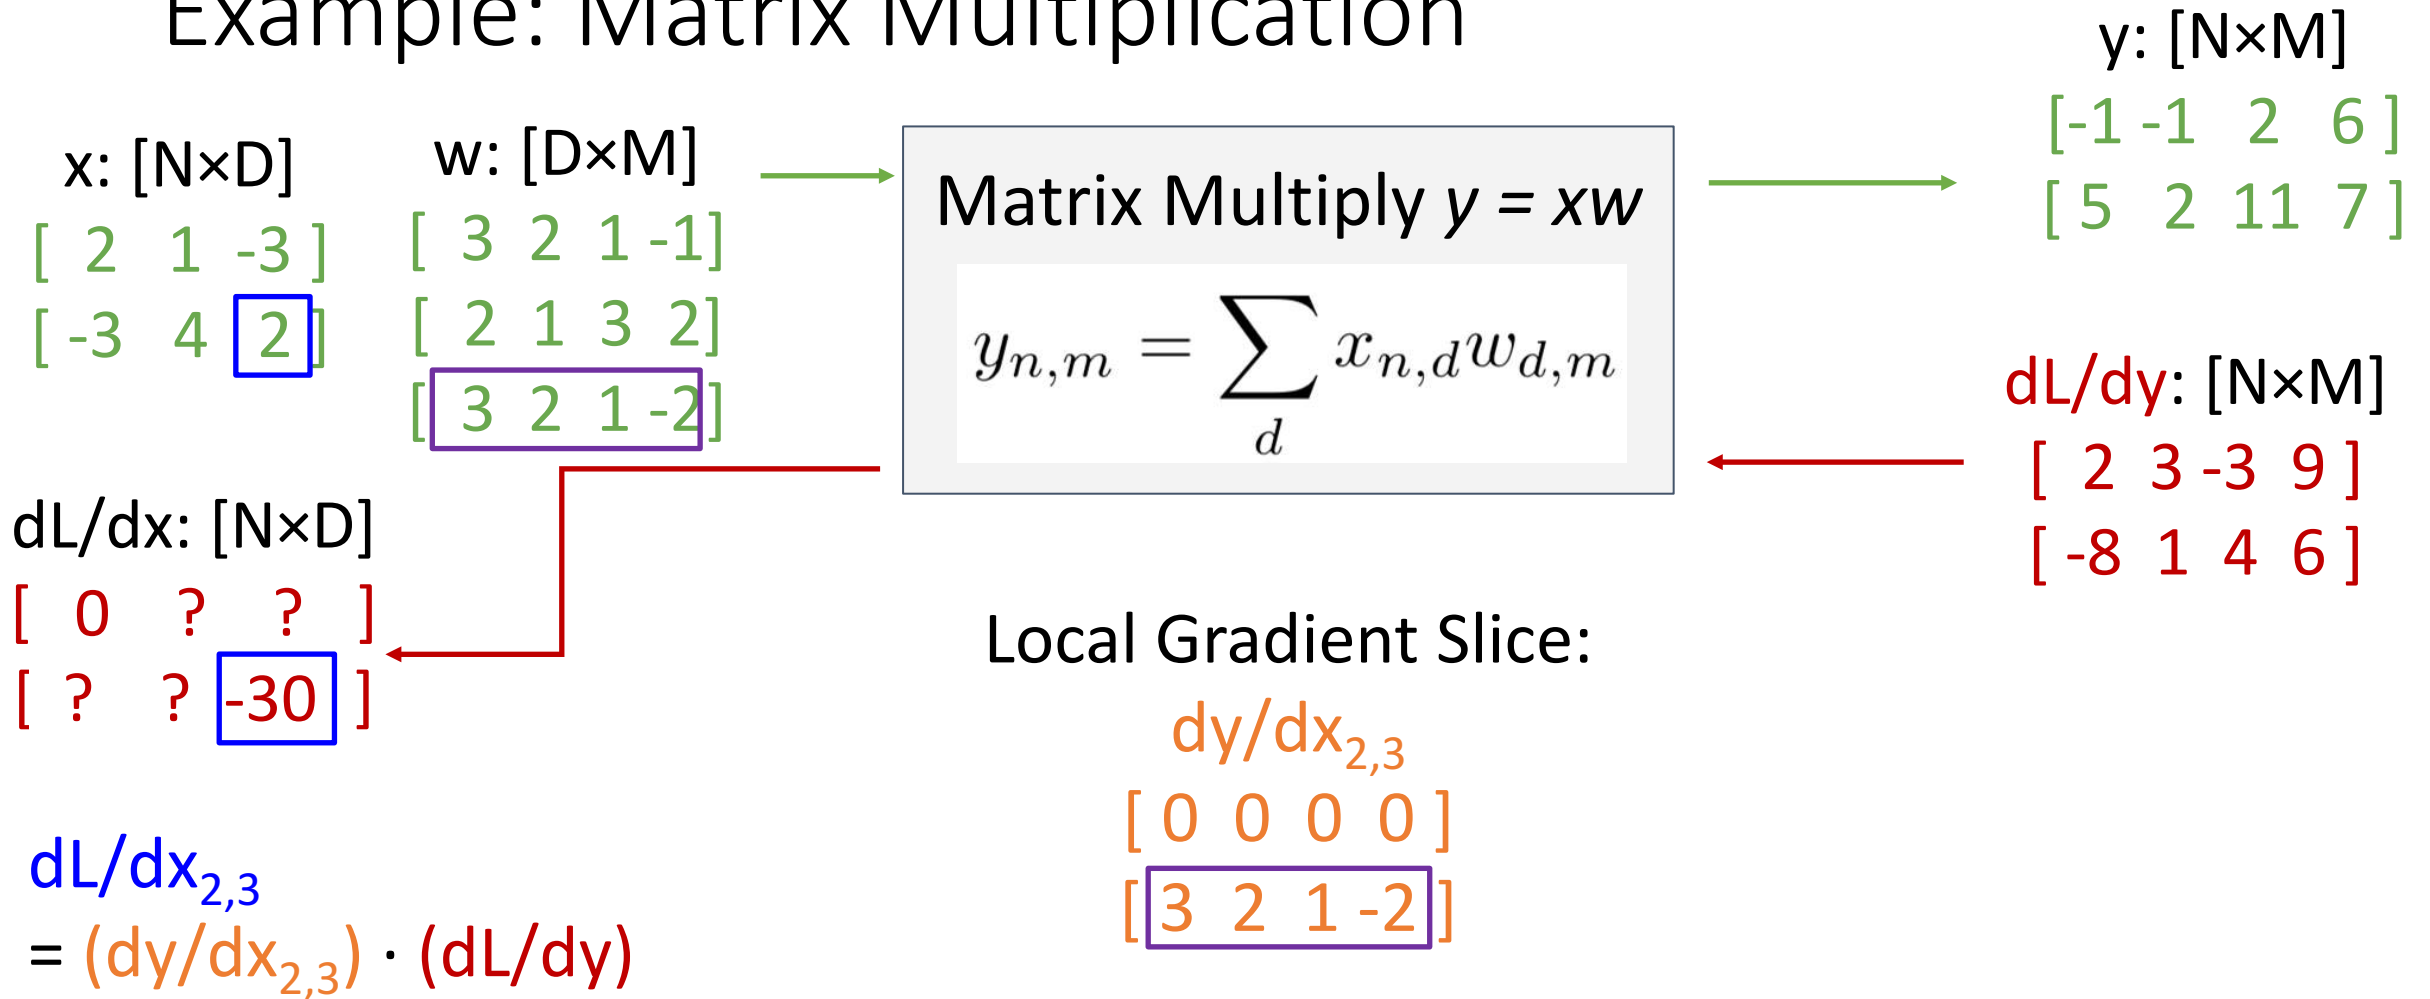 Example: Matrix Multiplication
x: [N×D]
[ 2 1 -3 ]
[ -3 4 2 ]
w: [D×M]
[ 3 2 1 -1]
[ 2 1 3 2]
[ 3 2 1 -2]
Matrix Multiply y = xw
y_{n,m} = ∑_d x_{n,d}w_{d,m}
y: [N×M]
[-1 -1 2 6 ]
[ 5 2 11 7 ]
dL/dy: [N×M]
[ 2 3 -3 9 ]
[ -8 1 4 6 ]
dL/dx: [N×D]
[ 0 ? ? ]
[ ? ? -30 ]
Local Gradient Slice:
dy/dx_{2,3}
[ 0 0 0 0 ]
[ 3 2 1 -2 ]
dL/dx_{2,3}
= (dy/dx_{2,3}) · (dL/dy)